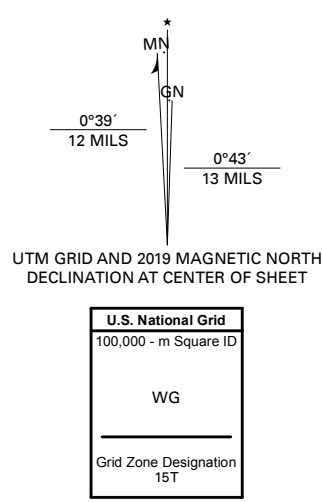 ★
MN
GN
0°39´
12 MILS
0°43´
13 MILS
UTM GRID AND 2019 MAGNETIC NORTH
DECLINATION AT CENTER OF SHEET
U.S. National Grid
100,000 - m Square ID
WG
Grid Zone Designation
15T